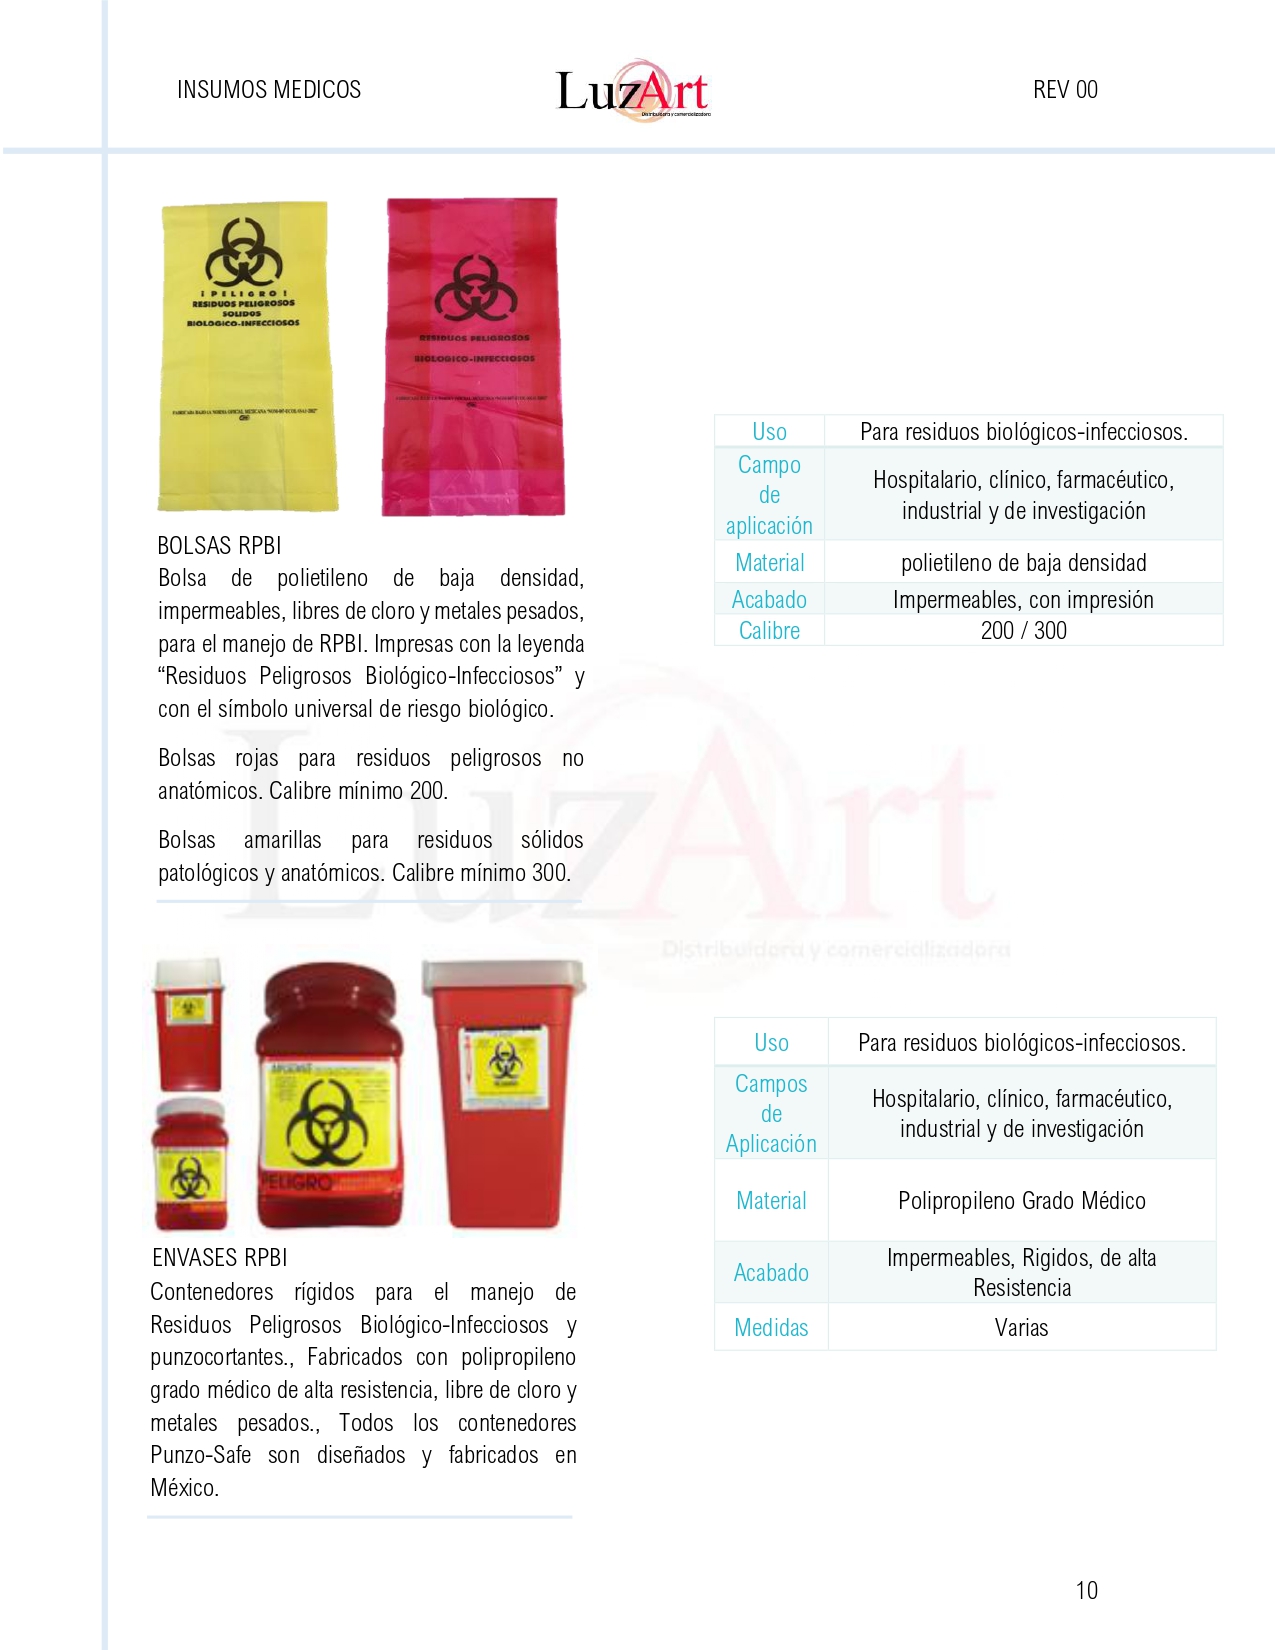 INSUMOS MEDICOS
LuzArt
Distribuidora y comercializadora
REV 00
¡PELIGRO!
RESIDUOS PELIGROSOS
SOLIDOS
BIOLOGICO-INFECCIOSOS
RESIDUOS PELIGROSOS
BIOLOGICO-INFECCIOSOS
BOLSAS RPBI
Bolsa de polietileno de baja densidad,
impermeables, libres de cloro y metales pesados,
para el manejo de RPBI. Impresas con la leyenda
“Residuos Peligrosos Biológico-Infecciosos” y
con el símbolo universal de riesgo biológico.
Bolsas rojas para residuos peligrosos no
anatómicos. Calibre mínimo 200.
Bolsas amarillas para residuos sólidos
patológicos y anatómicos. Calibre mínimo 300.
Uso Para residuos biológicos-infecciosos.
Campo
de
aplicación
Hospitalario, clínico, farmacéutico,
industrial y de investigación
Material polietileno de baja densidad
Acabado Impermeables, con impresión
Calibre 200 / 300
LuzArt
Distribuidora y comercializadora
PELIGRO
ENVASES RPBI
Contenedores rígidos para el manejo de
Residuos Peligrosos Biológico-Infecciosos y
punzocortantes., Fabricados con polipropileno
grado médico de alta resistencia, libre de cloro y
metales pesados., Todos los contenedores
Punzo-Safe son diseñados y fabricados en
México.
Uso Para residuos biológicos-infecciosos.
Campos
de
Aplicación
Hospitalario, clínico, farmacéutico,
industrial y de investigación
Material Polipropileno Grado Médico
Acabado
Impermeables, Rigidos, de alta
Resistencia
Medidas Varias
10